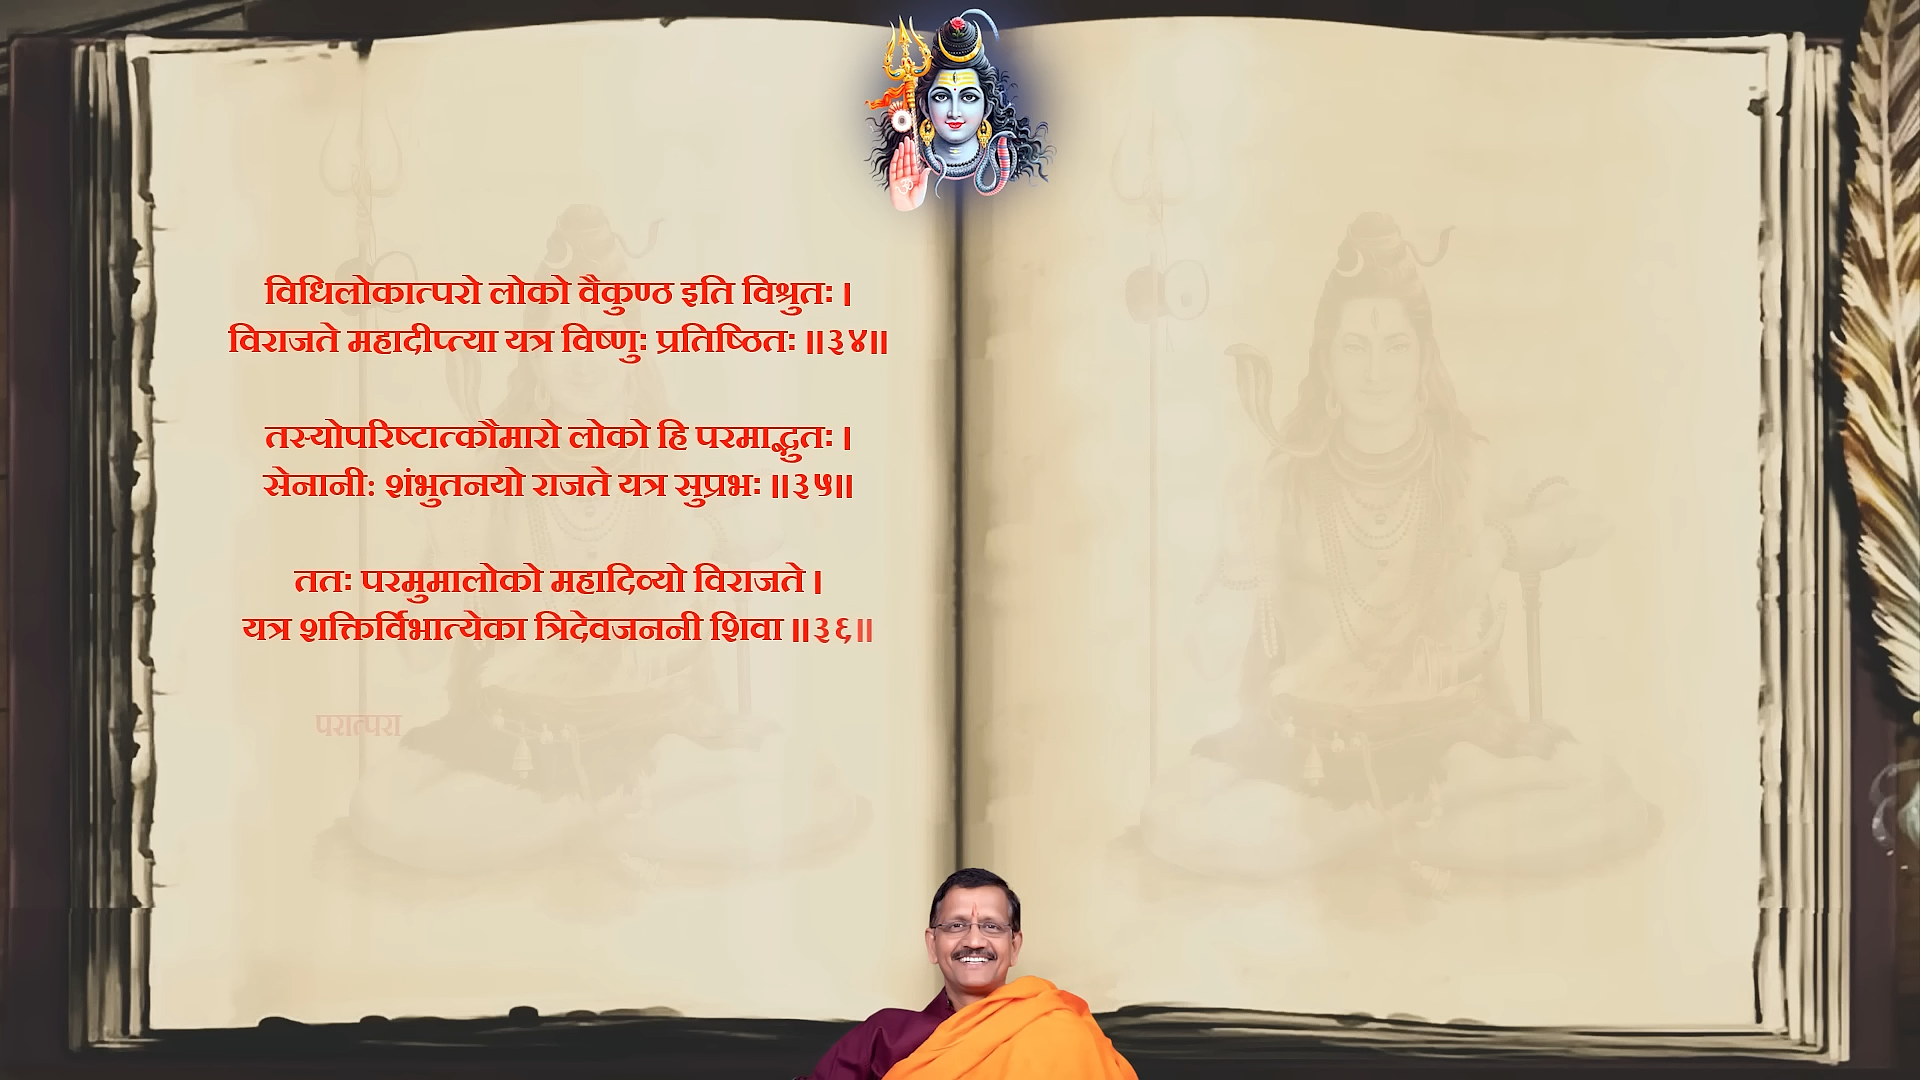 विधिलोकात्परो लोको वैकुण्ठ इति विश्रुतः ।
विराजते महादीप्त्या यत्र विष्णुः प्रतिष्ठितः ॥३४॥
तस्योपरिष्टात्कौमारो लोको हि परमाद्भुतः ।
सेनानीः शंभुतनयो राजते यत्र सुप्रभः ॥३५॥
ततः परमुमालोको महादिव्यो विराजते ।
यत्र शक्तिर्विभात्येका त्रिदेवजननी शिवा ॥३६॥
परात्परा